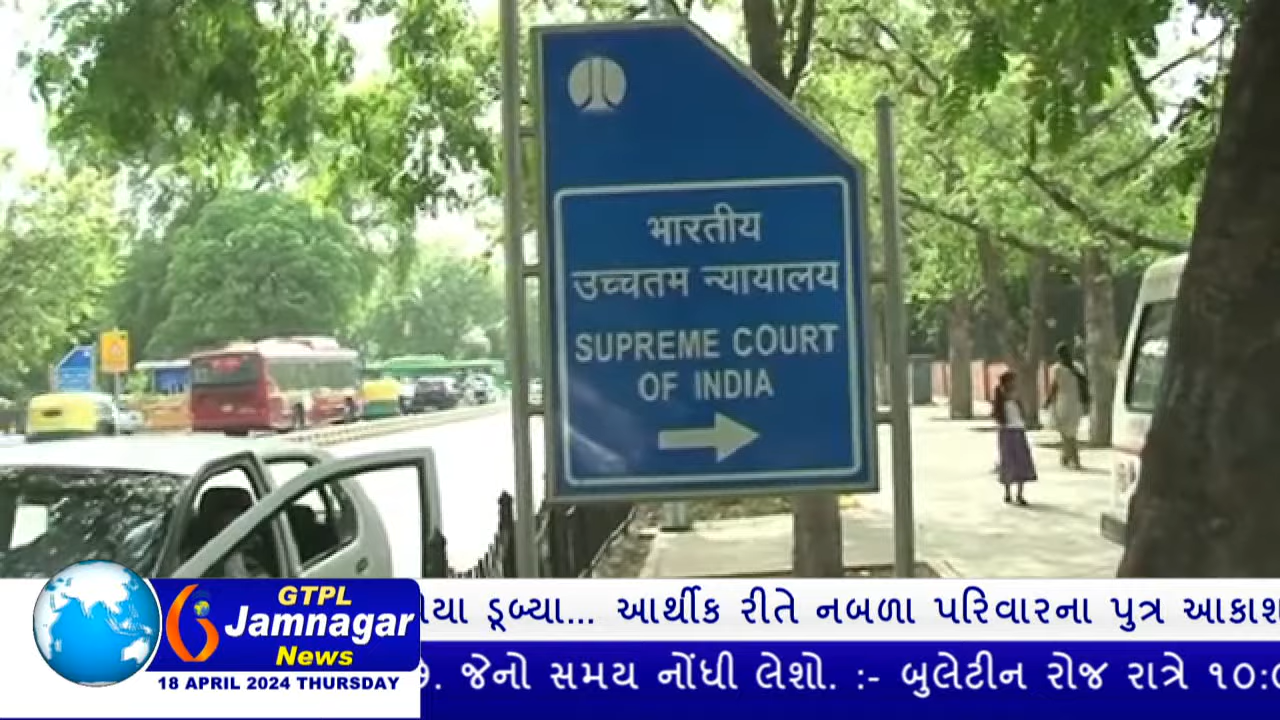 भारतीय
उच्चतम न्यायालय
SUPREME COURT
OF INDIA
GTPL
Jamnagar
News
18 APRIL 2024 THURSDAY
ડૂબ્યા... આર્થીક રીતે નબળા પરિવારના પુત્ર આકાશ
છે. જેનો સમય નોંધી લેશો. :- બુલેટીન રોજ રાત્રે